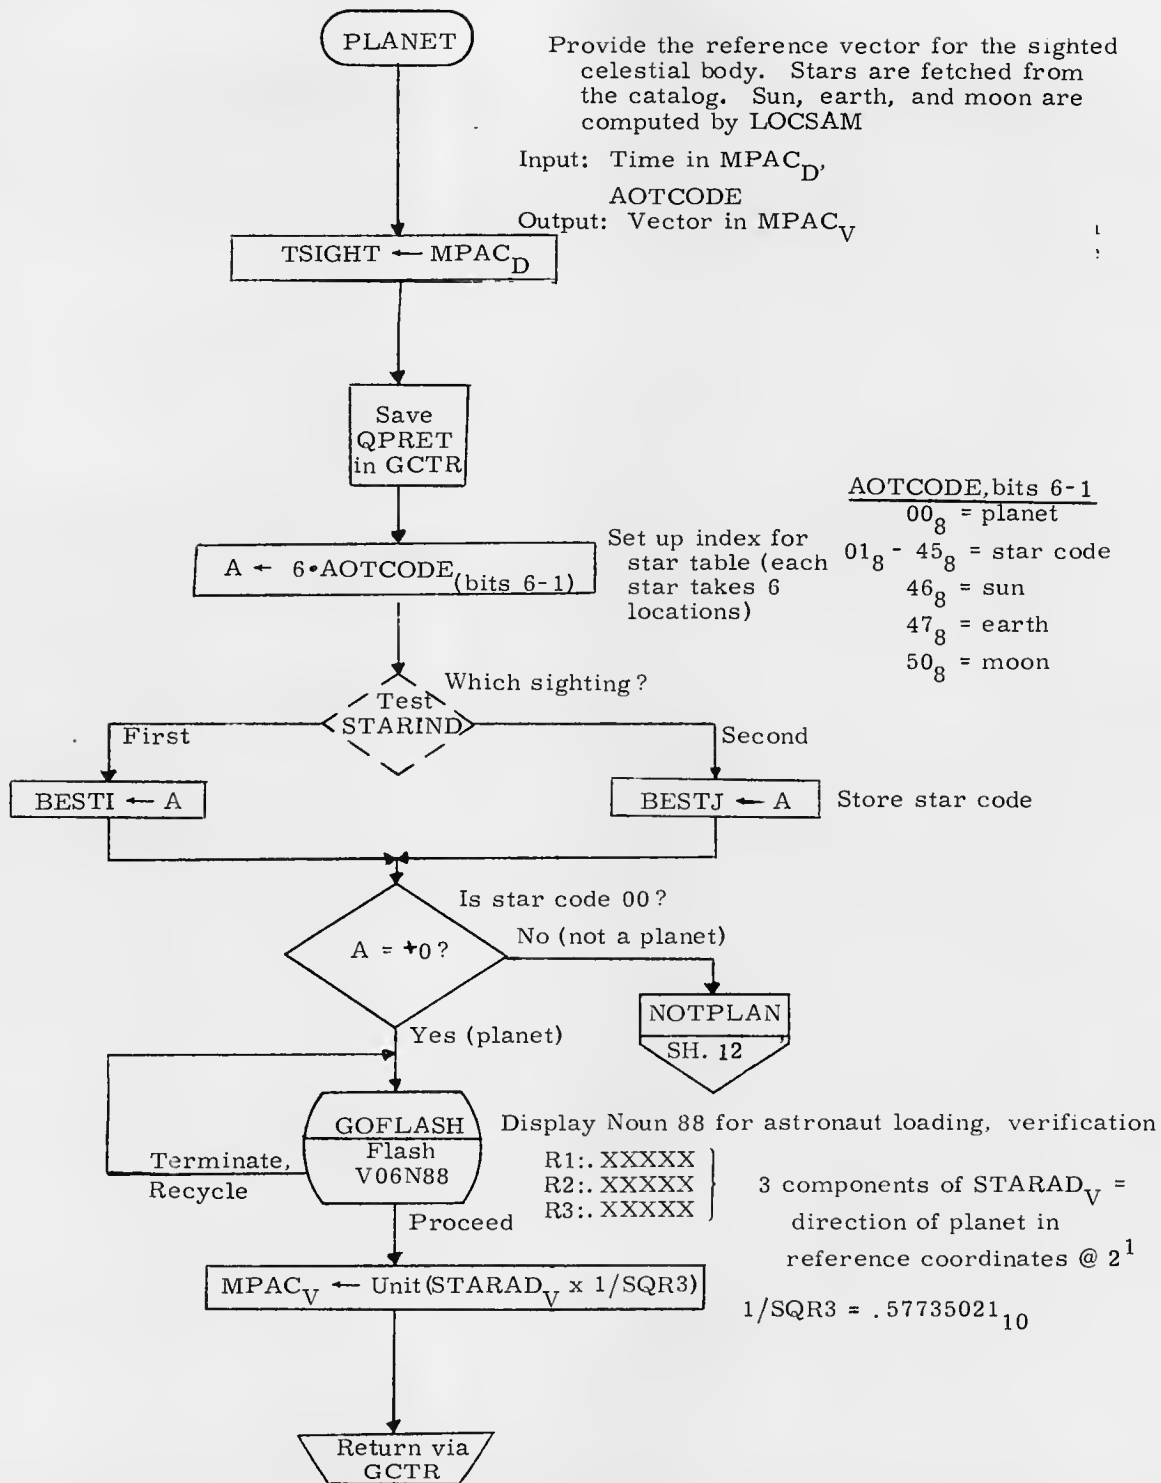 PLANET
Provide the reference vector for the sighted
celestial body. Stars are fetched from
the catalog. Sun, earth, and moon are
computed by LOCSAM
Input: Time in MPAC_D,
AOTCODE
Output: Vector in MPAC_V
TSIGHT ← MPAC_D
Save
QPRET
in GCTR
A ← 6•AOTCODE_(bits 6-1)
Set up index for
star table (each
star takes 6
locations)
AOTCODE, bits 6-1
00_8 = planet
01_8 - 45_8 = star code
46_8 = sun
47_8 = earth
50_8 = moon
Which sighting?
Test
STARIND
First
Second
BESTI ← A
BESTJ ← A
Store star code
Is star code 00?
A = +0?
No (not a planet)
NOTPLAN
SH. 12
Yes (planet)
GOFLASH
Flash
V06N88
Terminate,
Recycle
Proceed
Display Noun 88 for astronaut loading, verification
R1:. XXXXX
R2:. XXXXX
R3:. XXXXX
3 components of STARAD_V =
direction of planet in
reference coordinates @ 2^1
MPAC_V ← Unit(STARAD_V x 1/SQR3)
1/SQR3 = .57735021_10
Return via
GCTR